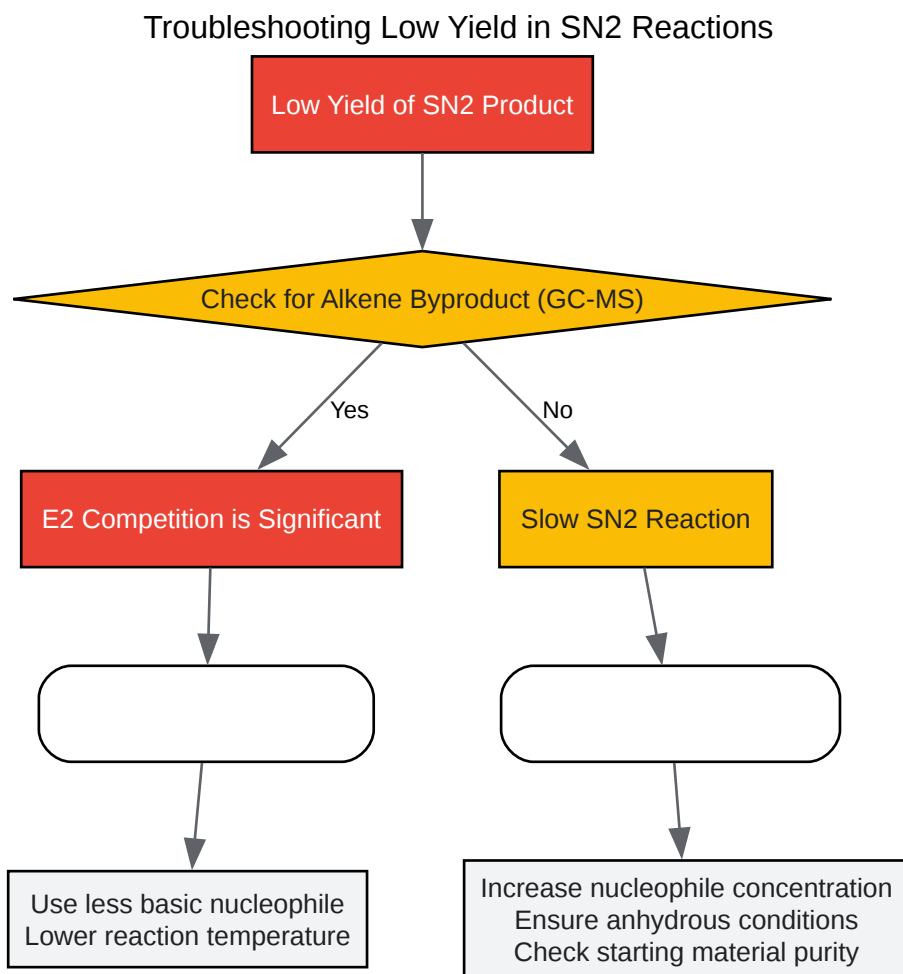 Troubleshooting Low Yield in SN2 Reactions
Low Yield of SN2 Product
Check for Alkene Byproduct (GC-MS)
Yes
No
E2 Competition is Significant
Slow SN2 Reaction
Use less basic nucleophile
Lower reaction temperature
Increase nucleophile concentration
Ensure anhydrous conditions
Check starting material purity